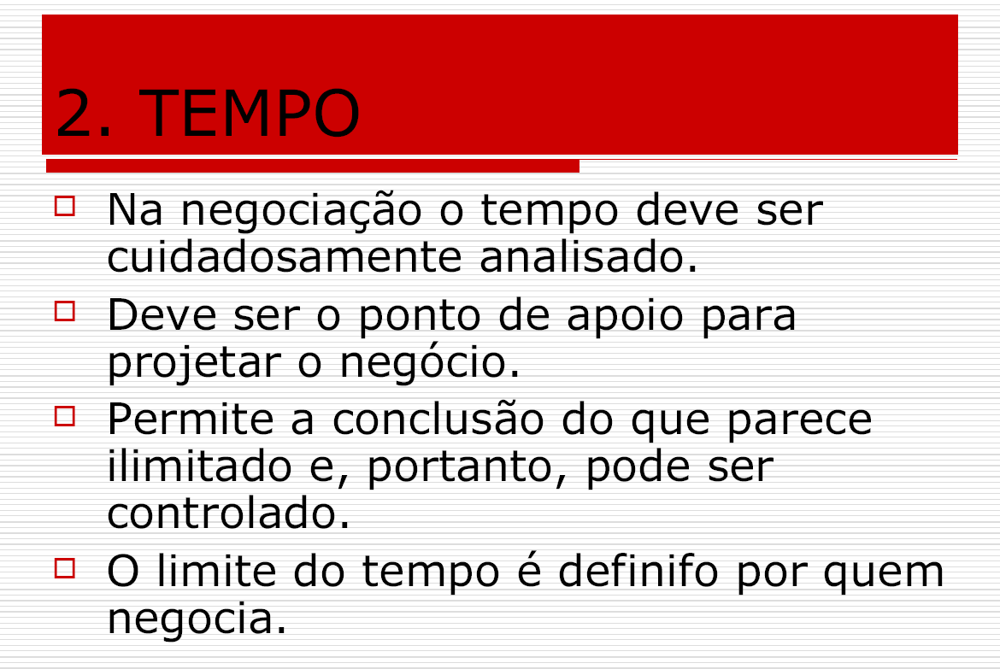 2. TEMPO
Na negociação o tempo deve ser
cuidadosamente analisado.
Deve ser o ponto de apoio para
projetar o negócio.
Permite a conclusão do que parece
ilimitado e, portanto, pode ser
controlado.
O limite do tempo é definifo por quem
negocia.